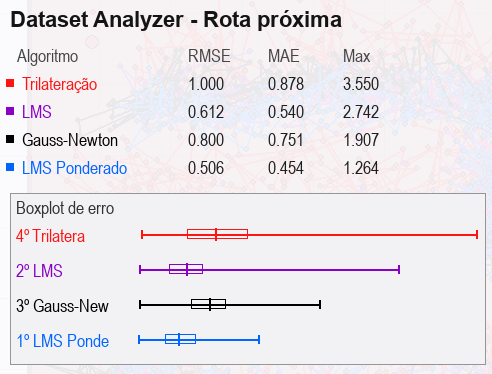 Dataset Analyzer - Rota próxima
Algoritmo RMSE MAE Max
Trilateração 1.000 0.878 3.550
LMS 0.612 0.540 2.742
Gauss-Newton 0.800 0.751 1.907
LMS Ponderado 0.506 0.454 1.264
Boxplot de erro
4º Trilatera
2º LMS
3º Gauss-New
1º LMS Ponde